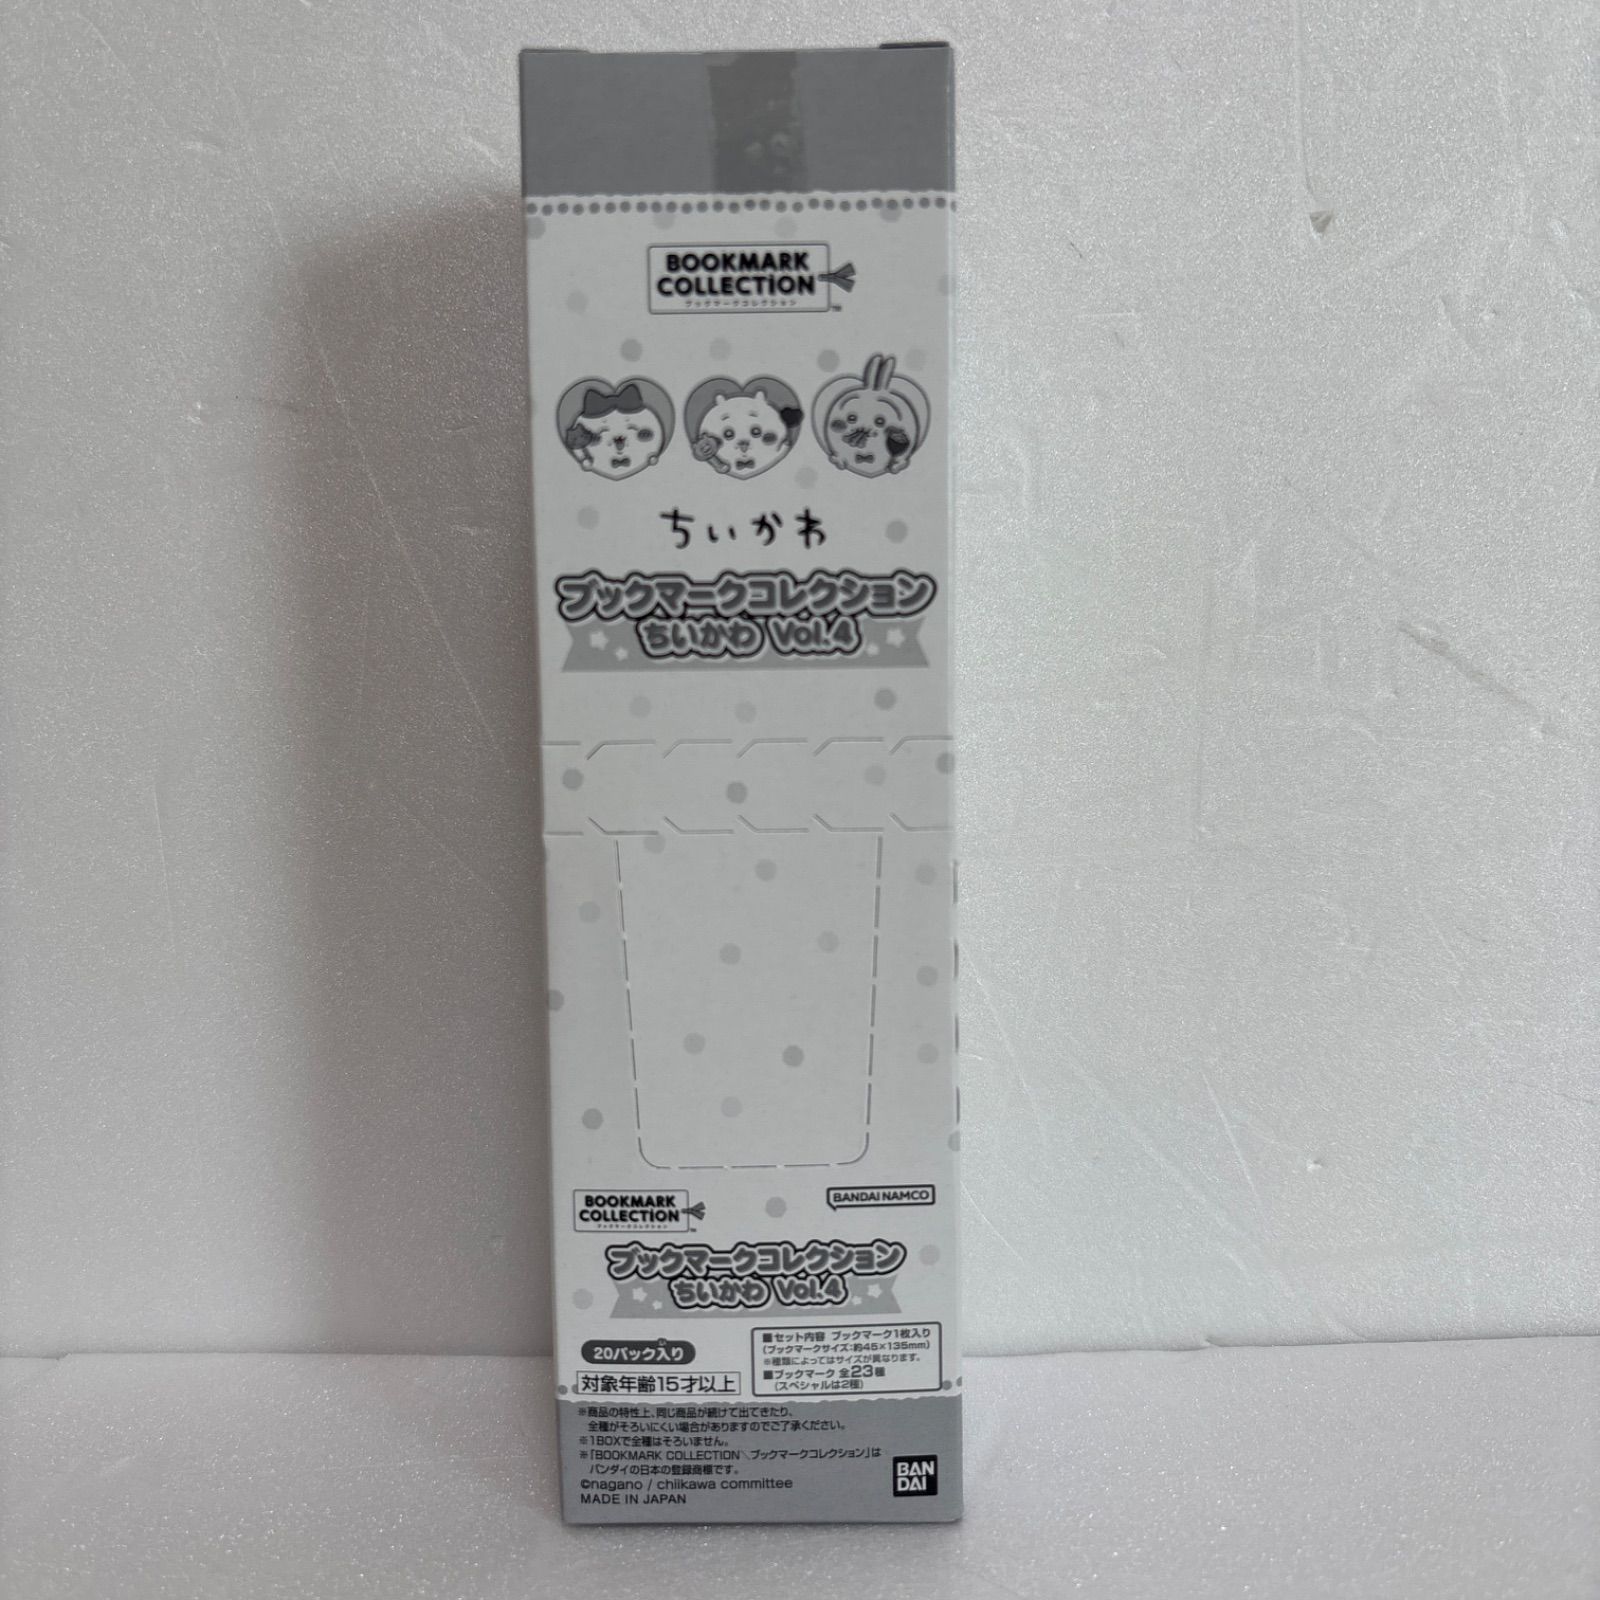 BOOKMARK
COLLECTION
ブックマークコレクション
TM
ちいかわ
ブックマークコレクション
ちいかわ Vol.4
BOOKMARK
COLLECTION
ブックマークコレクション
TM
BANDAI NAMCO
ブックマークコレクション
ちいかわ Vol.4
20パック入り
対象年齢15才以上
■セット内容 ブックマーク1枚入り
(ブックマークサイズ:約45×135mm)
※種類によってはサイズが異なります。
■ブックマーク 全23種
(スペシャルは2種)
※商品の特性上、同じ商品が続けて出てきたり、
全種がそろいにくい場合がありますのでご了承ください。
※1BOXで全種はそろいません。
※「BOOKMARK COLLECTION＼ブックマークコレクション」は
バンダイの日本の登録商標です。
©nagano / chiikawa committee
MADE IN JAPAN
BAN
DAI